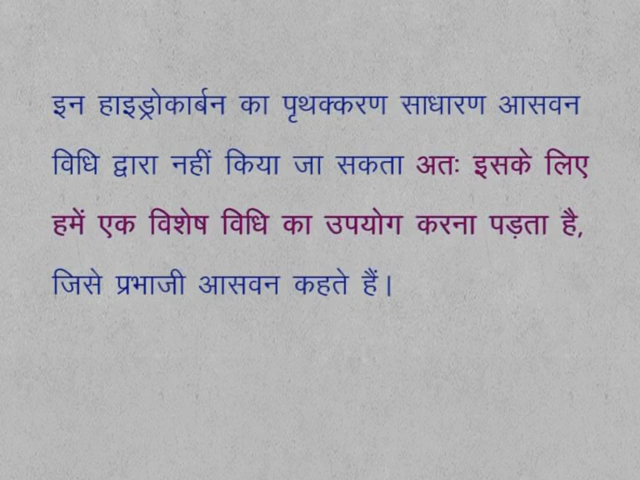 इन हाइड्रोकार्बन का पृथक्करण साधारण आसवन
विधि द्वारा नहीं किया जा सकता अतः इसके लिए
हमें एक विशेष विधि का उपयोग करना पड़ता है,
जिसे प्रभाजी आसवन कहते हैं।